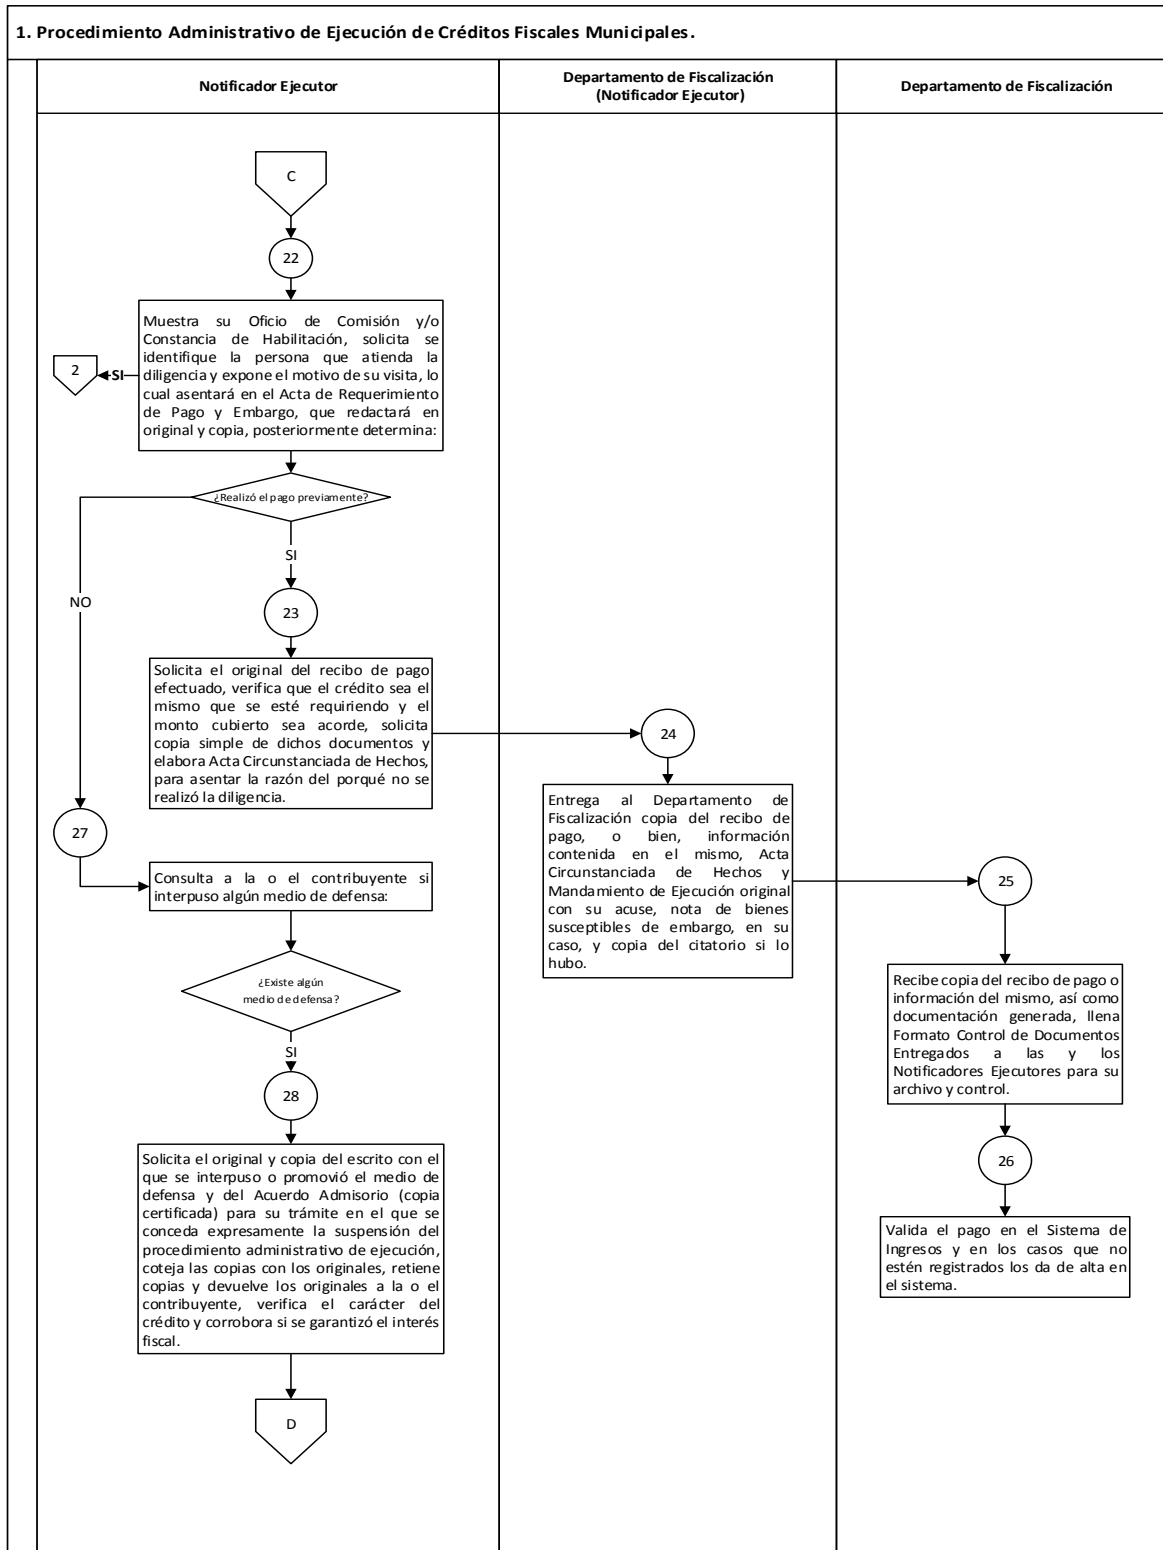 1. Procedimiento Administrativo de Ejecución de Créditos Fiscales Municipales.
Notificador Ejecutor
Departamento de Fiscalización
(Notificador Ejecutor)
Departamento de Fiscalización
C
22
Muestra su Oficio de Comisión y/o
Constancia de Habilitación, solicita se
identifique la persona que atienda la
diligencia y expone el motivo de su visita, lo
cual asentará en el Acta de Requerimiento
de Pago y Embargo, que redactará en
original y copia, posteriormente determina:
SI
2
¿Realizó el pago previamente?
SI
NO
23
Solicita el original del recibo de pago
efectuado, verifica que el crédito sea el
mismo que se esté requiriendo y el
monto cubierto sea acorde, solicita
copia simple de dichos documentos y
elabora Acta Circunstanciada de Hechos,
para asentar la razón del porqué no se
realizó la diligencia.
24
Entrega al Departamento de
Fiscalización copia del recibo de
pago, o bien, información
contenida en el mismo, Acta
Circunstanciada de Hechos y
Mandamiento de Ejecución original
con su acuse, nota de bienes
susceptibles de embargo, en su
caso, y copia del citatorio si lo
hubo.
25
Recibe copia del recibo de pago o
información del mismo, así como
documentación generada, llena
Formato Control de Documentos
Entregados a las y los
Notificadores Ejecutores para su
archivo y control.
26
Valida el pago en el Sistema de
Ingresos y en los casos que no
estén registrados los da de alta en
el sistema.
27
Consulta a la o el contribuyente si
interpuso algún medio de defensa:
¿Existe algún
medio de defensa?
SI
28
Solicita el original y copia del escrito con el
que se interpuso o promovió el medio de
defensa y del Acuerdo Admisorio (copia
certificada) para su trámite en el que se
conceda expresamente la suspensión del
procedimiento administrativo de ejecución,
coteja las copias con los originales, retiene
copias y devuelve los originales a la o el
contribuyente, verifica el carácter del
crédito y corrobora si se garantizó el interés
fiscal.
D